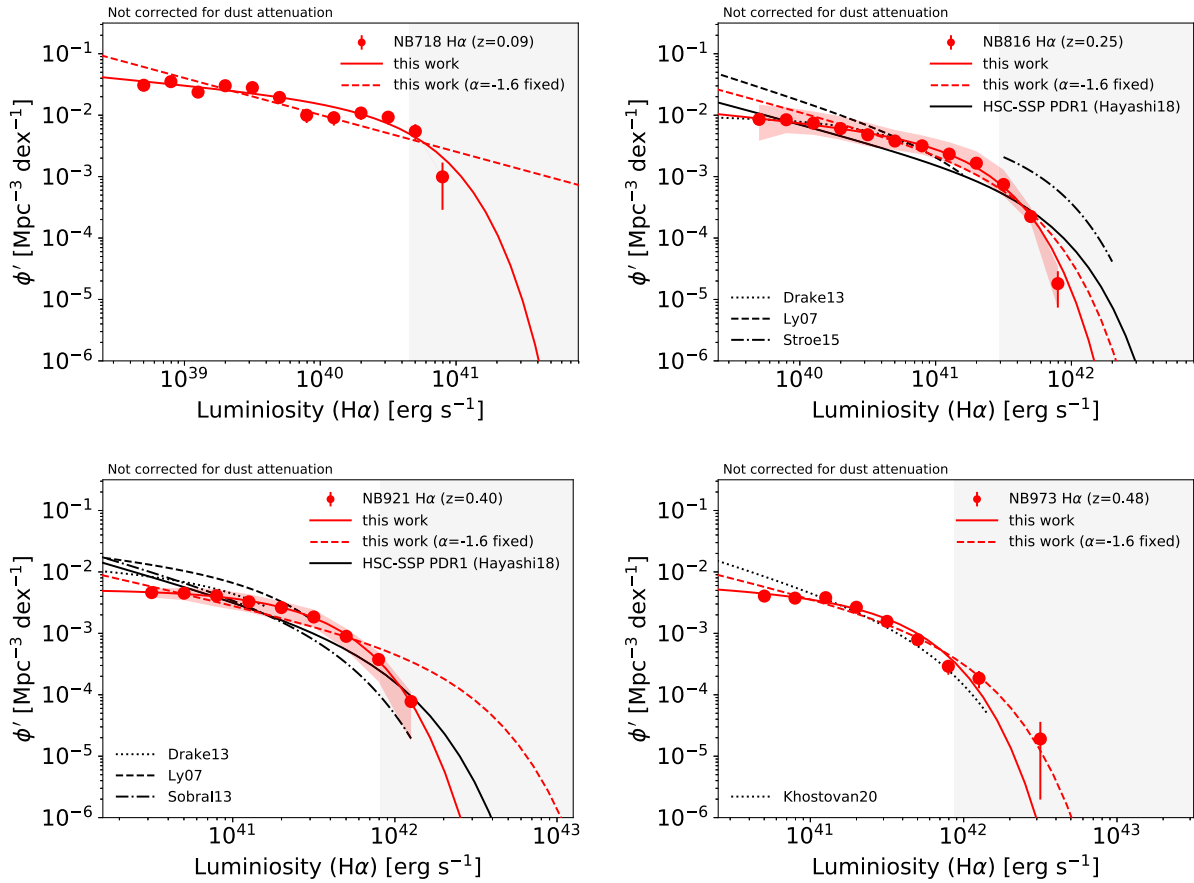 Not corrected for dust attenuation
NB718 Hα (z=0.09)
this work
this work (α=-1.6 fixed)
10⁻¹
10⁻²
10⁻³
10⁻⁴
10⁻⁵
10⁻⁶
ϕ′ [Mpc⁻³ dex⁻¹]
10³⁹
10⁴⁰
10⁴¹
Luminiosity (Hα) [erg s⁻¹]
Not corrected for dust attenuation
NB816 Hα (z=0.25)
this work
this work (α=-1.6 fixed)
HSC-SSP PDR1 (Hayashi18)
10⁻¹
10⁻²
10⁻³
10⁻⁴
10⁻⁵
10⁻⁶
ϕ′ [Mpc⁻³ dex⁻¹]
Drake13
Ly07
Stroe15
10⁴⁰
10⁴¹
10⁴²
Luminiosity (Hα) [erg s⁻¹]
Not corrected for dust attenuation
NB921 Hα (z=0.40)
this work
this work (α=-1.6 fixed)
HSC-SSP PDR1 (Hayashi18)
10⁻¹
10⁻²
10⁻³
10⁻⁴
10⁻⁵
10⁻⁶
ϕ′ [Mpc⁻³ dex⁻¹]
Drake13
Ly07
Sobral13
10⁴¹
10⁴²
10⁴³
Luminiosity (Hα) [erg s⁻¹]
Not corrected for dust attenuation
NB973 Hα (z=0.48)
this work
this work (α=-1.6 fixed)
10⁻¹
10⁻²
10⁻³
10⁻⁴
10⁻⁵
10⁻⁶
ϕ′ [Mpc⁻³ dex⁻¹]
Khostovan20
10⁴¹
10⁴²
10⁴³
Luminiosity (Hα) [erg s⁻¹]